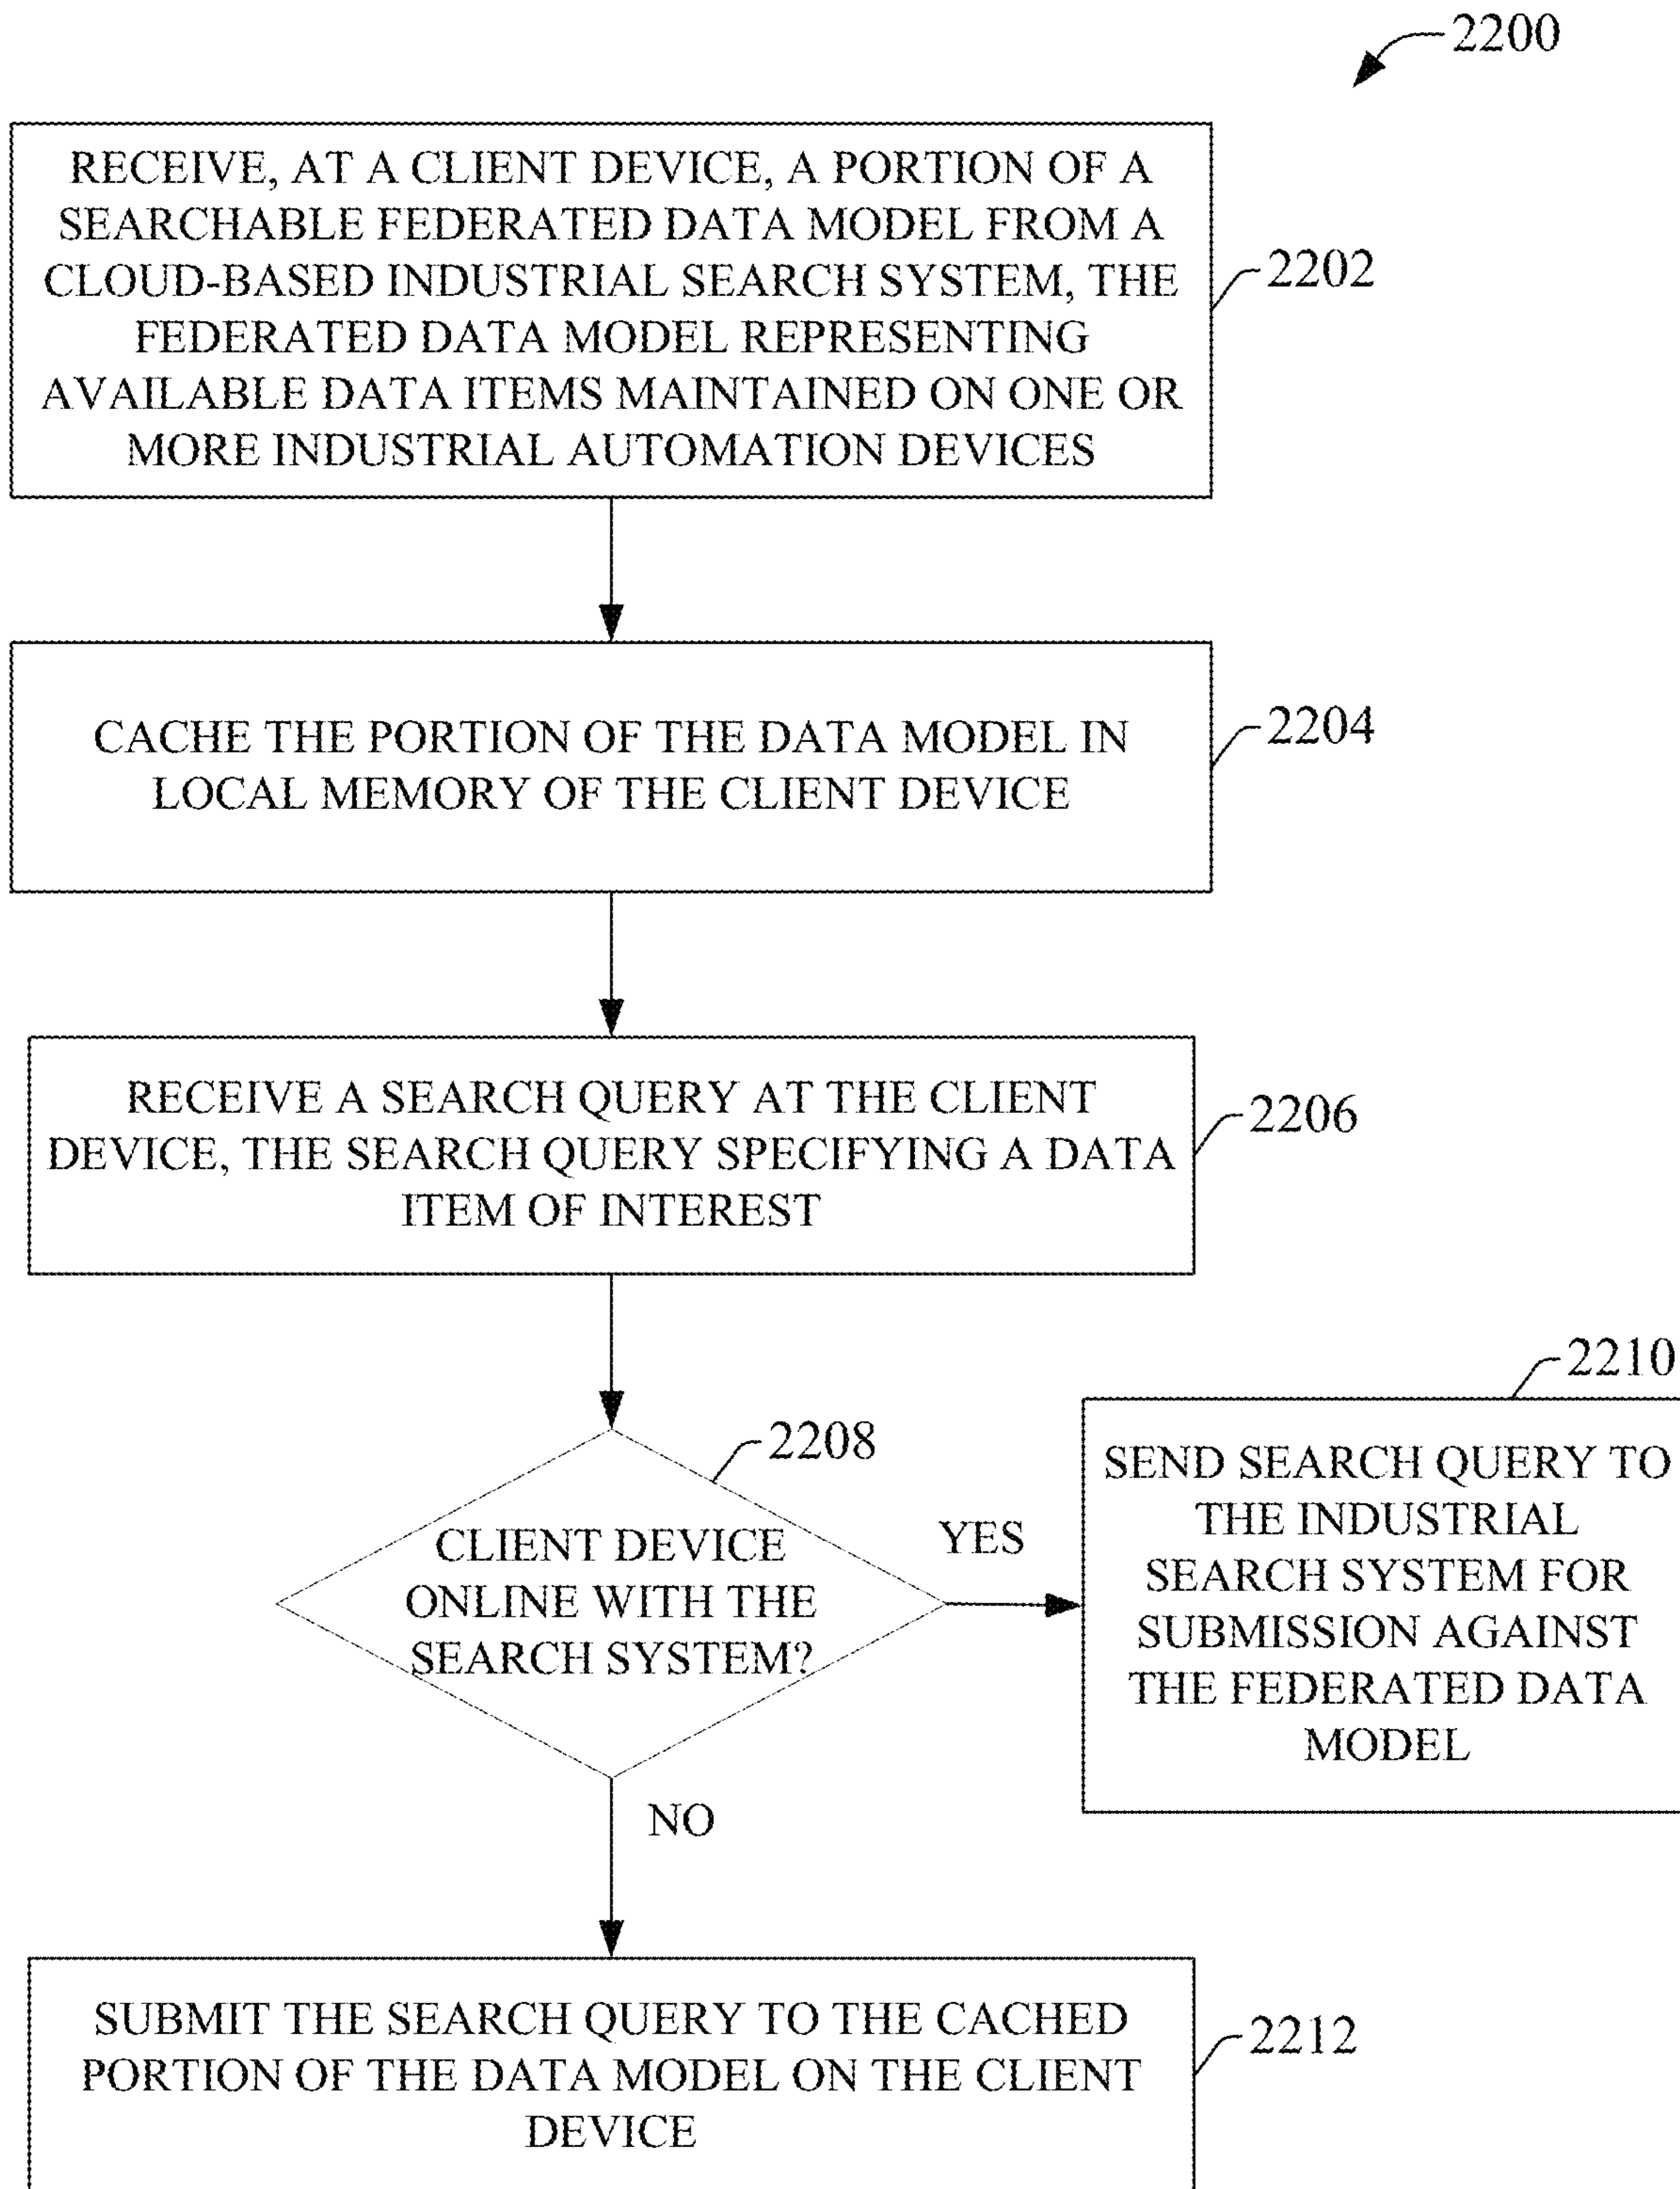 2200
RECEIVE, AT A CLIENT DEVICE, A PORTION OF A
SEARCHABLE FEDERATED DATA MODEL FROM A
CLOUD-BASED INDUSTRIAL SEARCH SYSTEM, THE
FEDERATED DATA MODEL REPRESENTING
AVAILABLE DATA ITEMS MAINTAINED ON ONE OR
MORE INDUSTRIAL AUTOMATION DEVICES
2202
CACHE THE PORTION OF THE DATA MODEL IN
LOCAL MEMORY OF THE CLIENT DEVICE
2204
RECEIVE A SEARCH QUERY AT THE CLIENT
DEVICE, THE SEARCH QUERY SPECIFYING A DATA
ITEM OF INTEREST
2206
2208
CLIENT DEVICE
ONLINE WITH THE
SEARCH SYSTEM?
YES
2210
SEND SEARCH QUERY TO
THE INDUSTRIAL
SEARCH SYSTEM FOR
SUBMISSION AGAINST
THE FEDERATED DATA
MODEL
NO
SUBMIT THE SEARCH QUERY TO THE CACHED
PORTION OF THE DATA MODEL ON THE CLIENT
DEVICE
2212